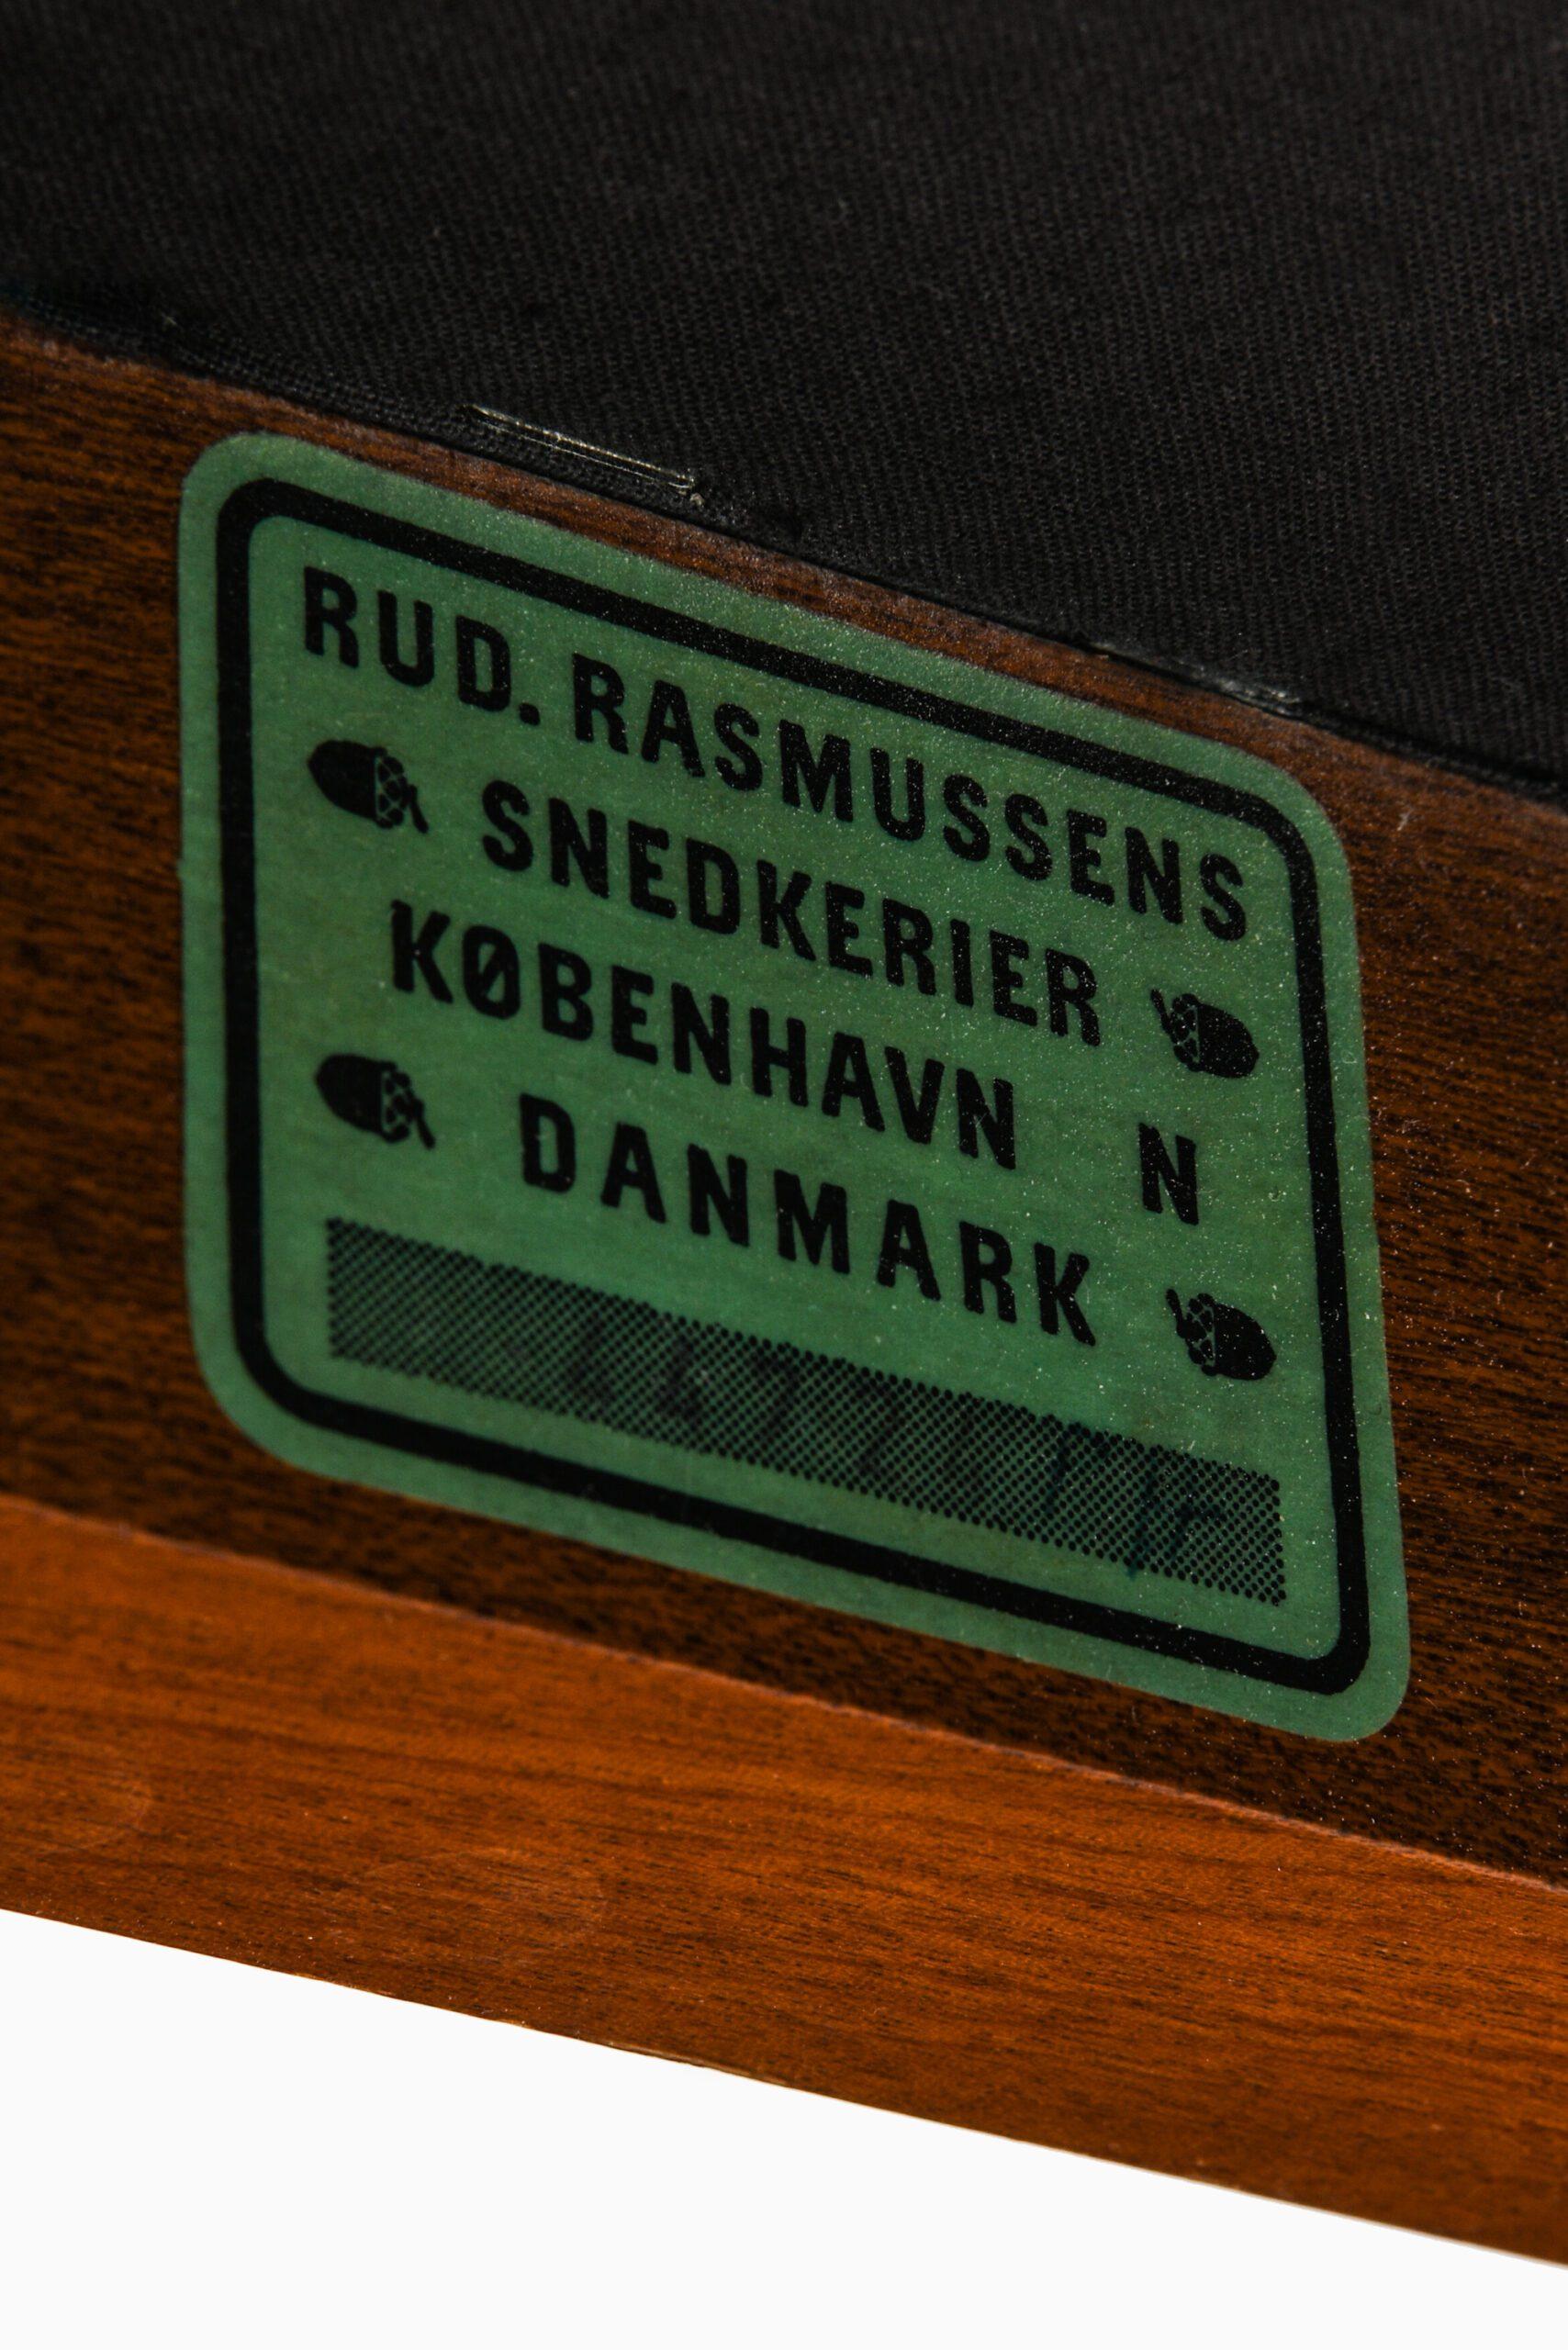 RUD. RASMUSSENS
SNEDKERIER
KØBENHAVN N
DANMARK